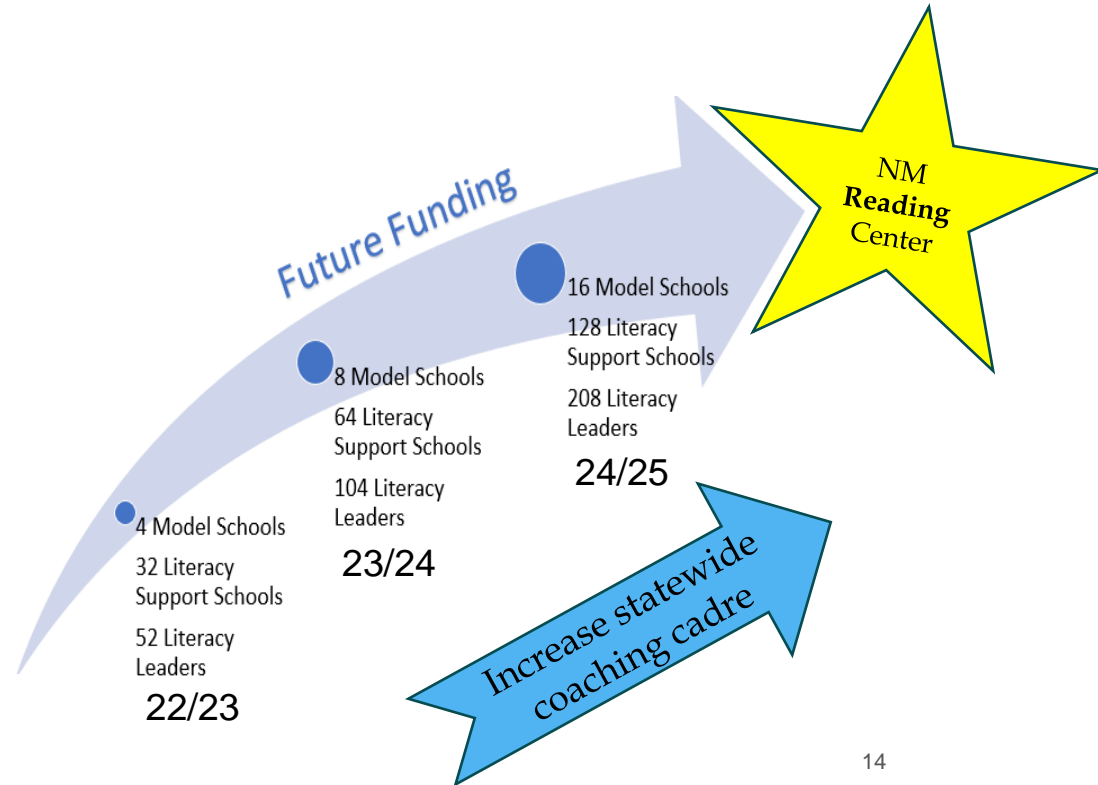 Future Funding
NM
Reading
Center
16 Model Schools
128 Literacy
Support Schools
208 Literacy
Leaders
24/25
8 Model Schools
64 Literacy
Support Schools
104 Literacy
Leaders
23/24
4 Model Schools
32 Literacy
Support Schools
52 Literacy
Leaders
22/23
Increase statewide
coaching cadre
14